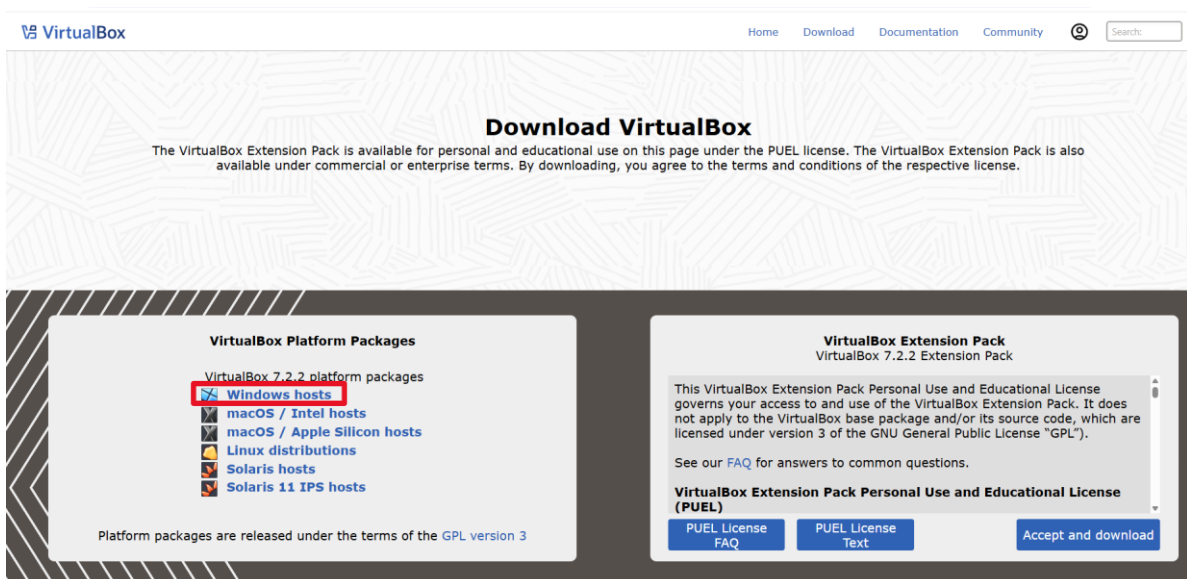 VirtualBox
Home Download Documentation Community Search:
Download VirtualBox
The VirtualBox Extension Pack is available for personal and educational use on this page under the PUEL license. The VirtualBox Extension Pack is also
available under commercial or enterprise terms. By downloading, you agree to the terms and conditions of the respective license.
VirtualBox Platform Packages
VirtualBox 7.2.2 platform packages
Windows hosts
macOS / Intel hosts
macOS / Apple Silicon hosts
Linux distributions
Solaris hosts
Solaris 11 IPS hosts
Platform packages are released under the terms of the GPL version 3
VirtualBox Extension Pack
VirtualBox 7.2.2 Extension Pack
This VirtualBox Extension Pack Personal Use and Educational License
governs your access to and use of the VirtualBox Extension Pack. It does
not apply to the VirtualBox base package and/or its source code, which are
licensed under version 3 of the GNU General Public License “GPL”).
See our FAQ for answers to common questions.
VirtualBox Extension Pack Personal Use and Educational License
(PUEL)
PUEL License
FAQ
PUEL License
Text
Accept and download